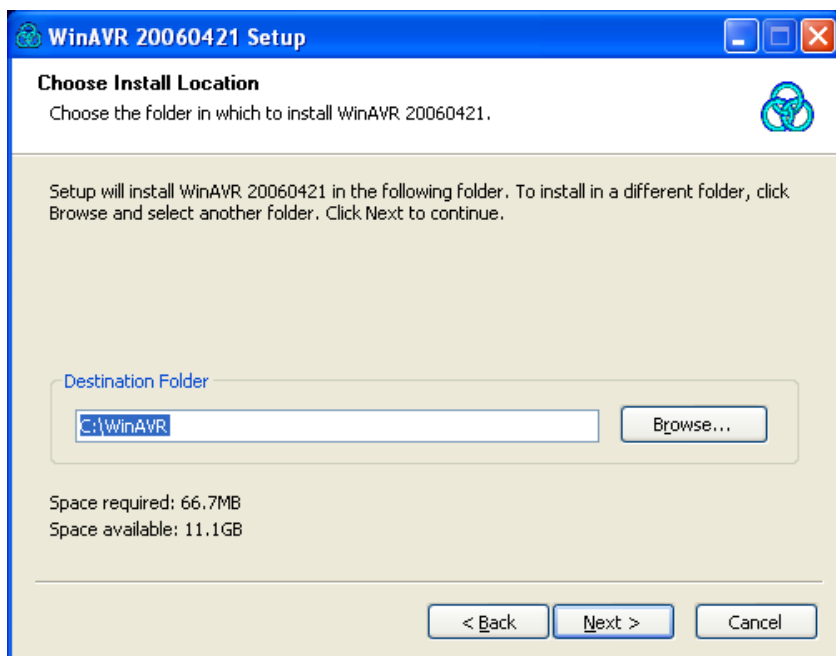 WinAVR 20060421 Setup
Choose Install Location
Choose the folder in which to install WinAVR 20060421.
Setup will install WinAVR 20060421 in the following folder. To install in a different folder, click
Browse and select another folder. Click Next to continue.
Destination Folder
C:\WinAVR
Browse...
Space required: 66.7MB
Space available: 11.1GB
< Back
Next >
Cancel